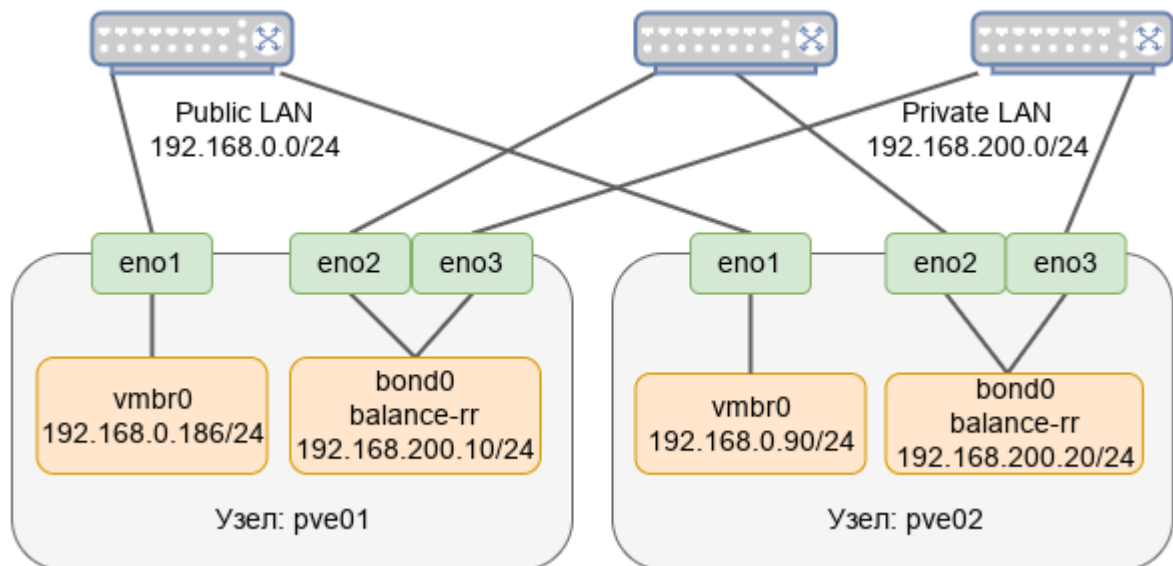 Public LAN
192.168.0.0/24
Private LAN
192.168.200.0/24
eno1
eno2
eno3
eno1
eno2
eno3
vmbr0
192.168.0.186/24
bond0
balance-rr
192.168.200.10/24
vmbr0
192.168.0.90/24
bond0
balance-rr
192.168.200.20/24
Узел: pve01
Узел: pve02